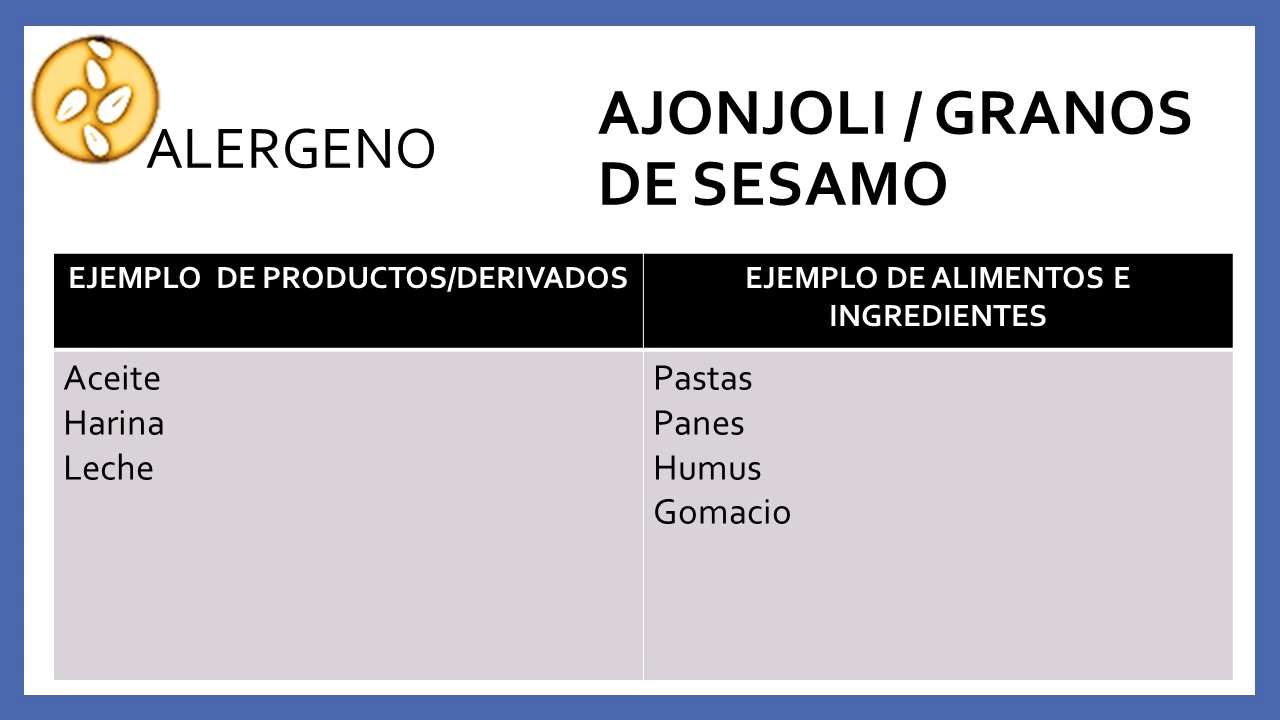 ALERGENO
AJONJOLI / GRANOS
DE SESAMO
EJEMPLO DE PRODUCTOS/DERIVADOS
EJEMPLO DE ALIMENTOS E
INGREDIENTES
Aceite
Harina
Leche
Pastas
Panes
Humus
Gomacio